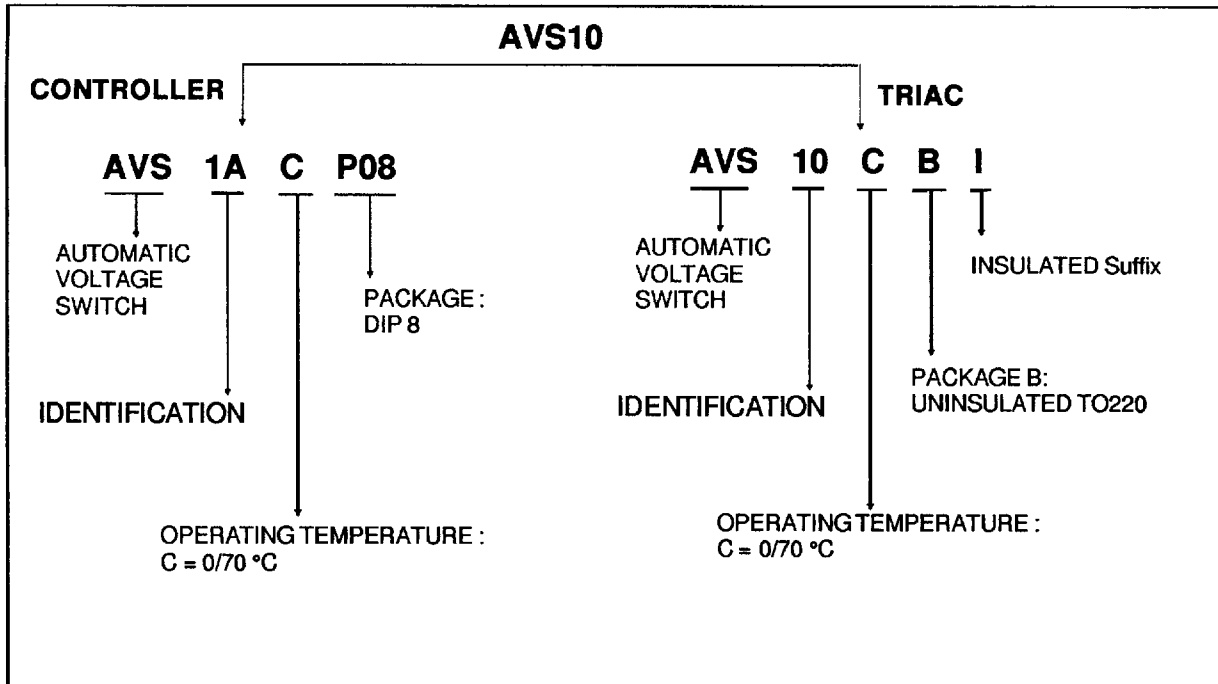 AVS10
CONTROLLER
TRIAC
AVS 1A C P08
AVS 10 C B I
AUTOMATIC
VOLTAGE
SWITCH
PACKAGE :
DIP 8
IDENTIFICATION
OPERATING TEMPERATURE :
C = 0/70 °C
AUTOMATIC
VOLTAGE
SWITCH
INSULATED Suffix
PACKAGE B:
UNINSULATED TO220
IDENTIFICATION
OPERATING TEMPERATURE :
C = 0/70 °C